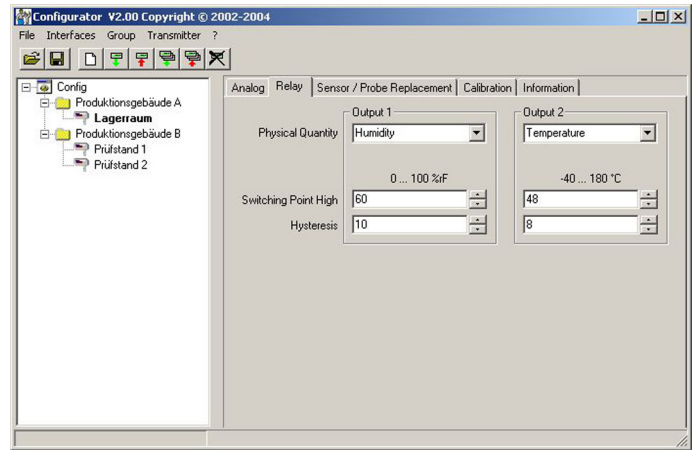 Configurator V2.00 Copyright © 2002-2004
File Interfaces Group Transmitter ?
Config
Produktionsgebäude A
Lagerraum
Produktionsgebäude B
Prüfstand 1
Prüfstand 2
Analog Relay Sensor / Probe Replacement Calibration Information
Output 1 Output 2
Physical Quantity Humidity Temperature
0 ... 100 %rF -40 ... 180 °C
Switching Point High 60 48
Hysteresis 10 8